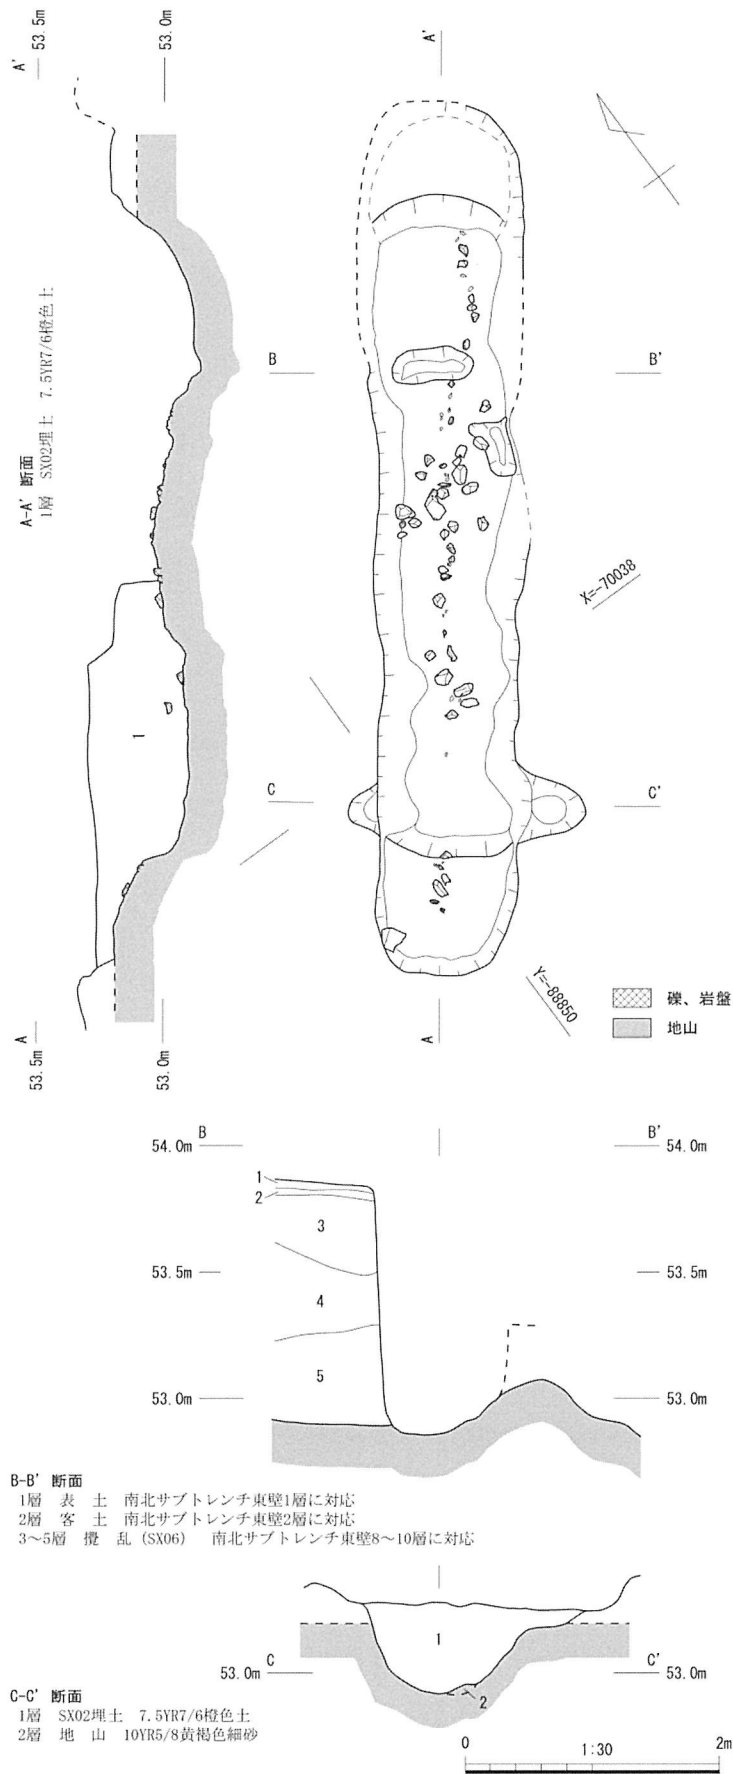 A'
53.5m
53.0m
A'
A-A' 断面
1層 SX02埋土 7.5YR7/6橙色土
1
B
B'
X=-70038
C
C'
Y=-88850
A
53.5m
53.0m
A
礫、岩盤
地山
B
B'
54.0m
54.0m
1
2
3
53.5m
53.5m
4
5
53.0m
53.0m
B-B' 断面
1層 表 土 南北サブトレンチ東壁1層に対応
2層 客 土 南北サブトレンチ東壁2層に対応
3~5層 攪 乱 (SX06) 南北サブトレンチ東壁8~10層に対応
1
C
C'
53.0m
53.0m
2
C-C' 断面
1層 SX02埋土 7.5YR7/6橙色土
2層 地 山 10YR5/8黄褐色細砂
0
1:30
2m